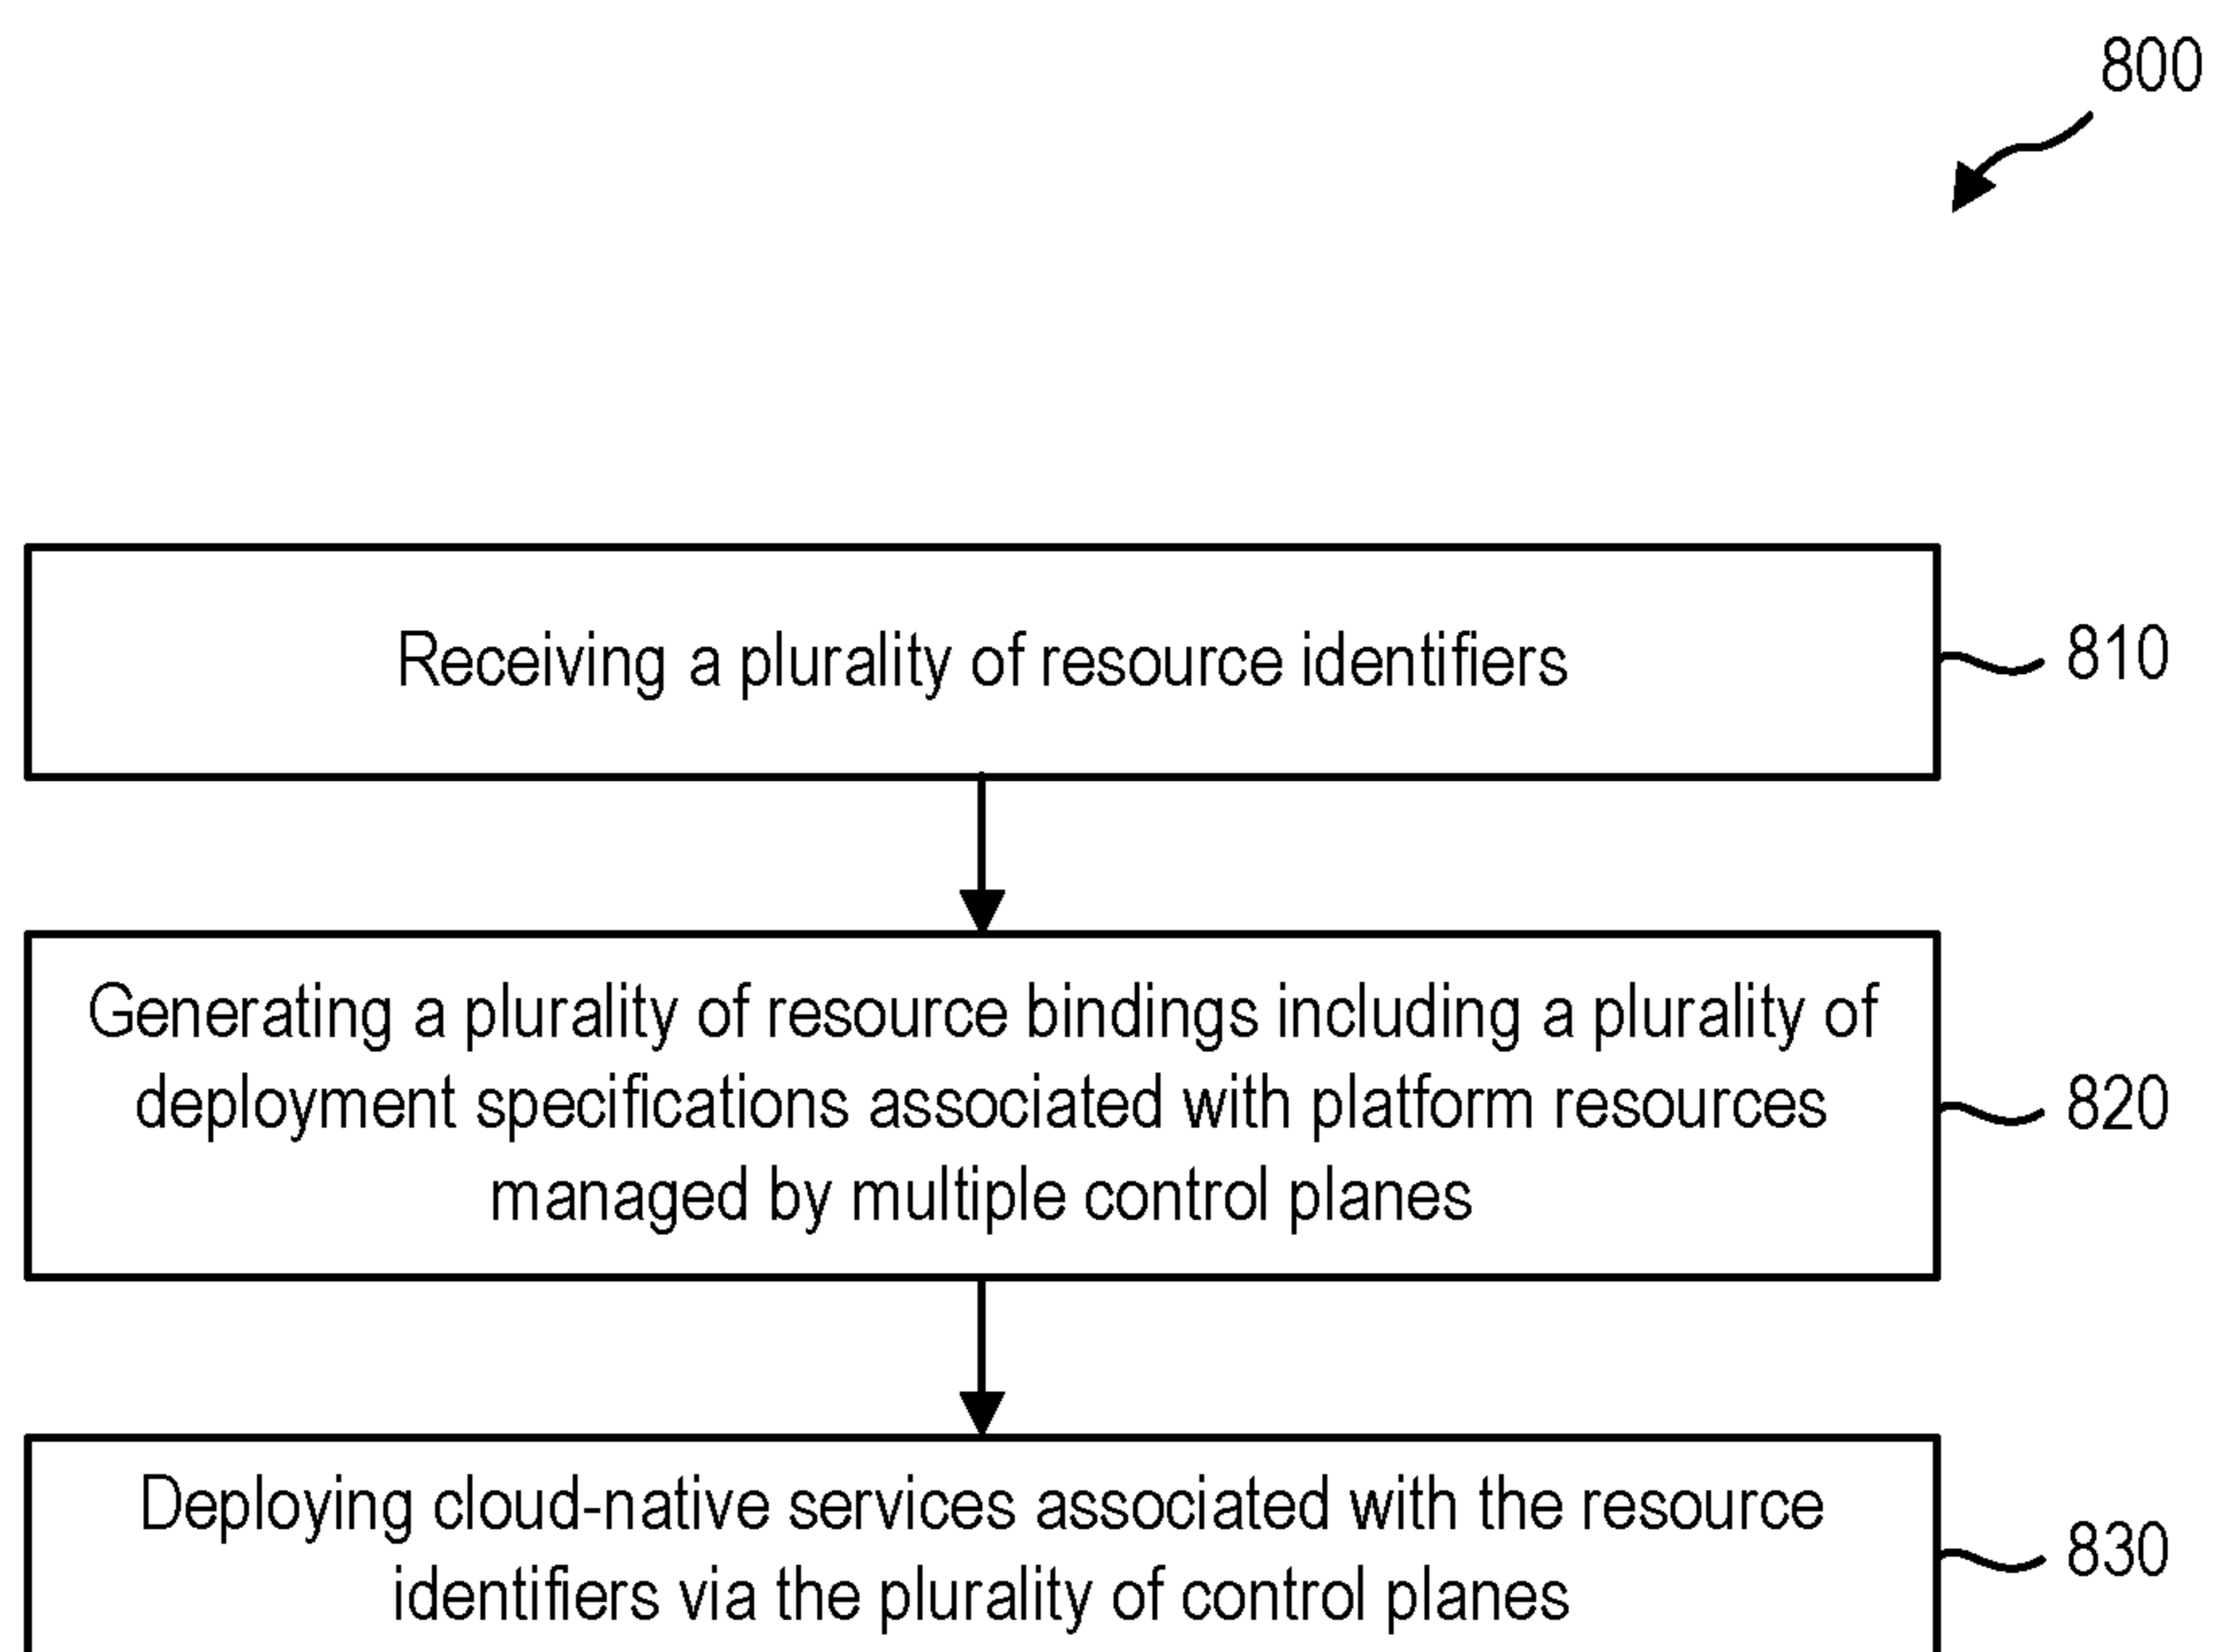 800
Receiving a plurality of resource identifiers
810
Generating a plurality of resource bindings including a plurality of
deployment specifications associated with platform resources
managed by multiple control planes
820
Deploying cloud-native services associated with the resource
identifiers via the plurality of control planes
830